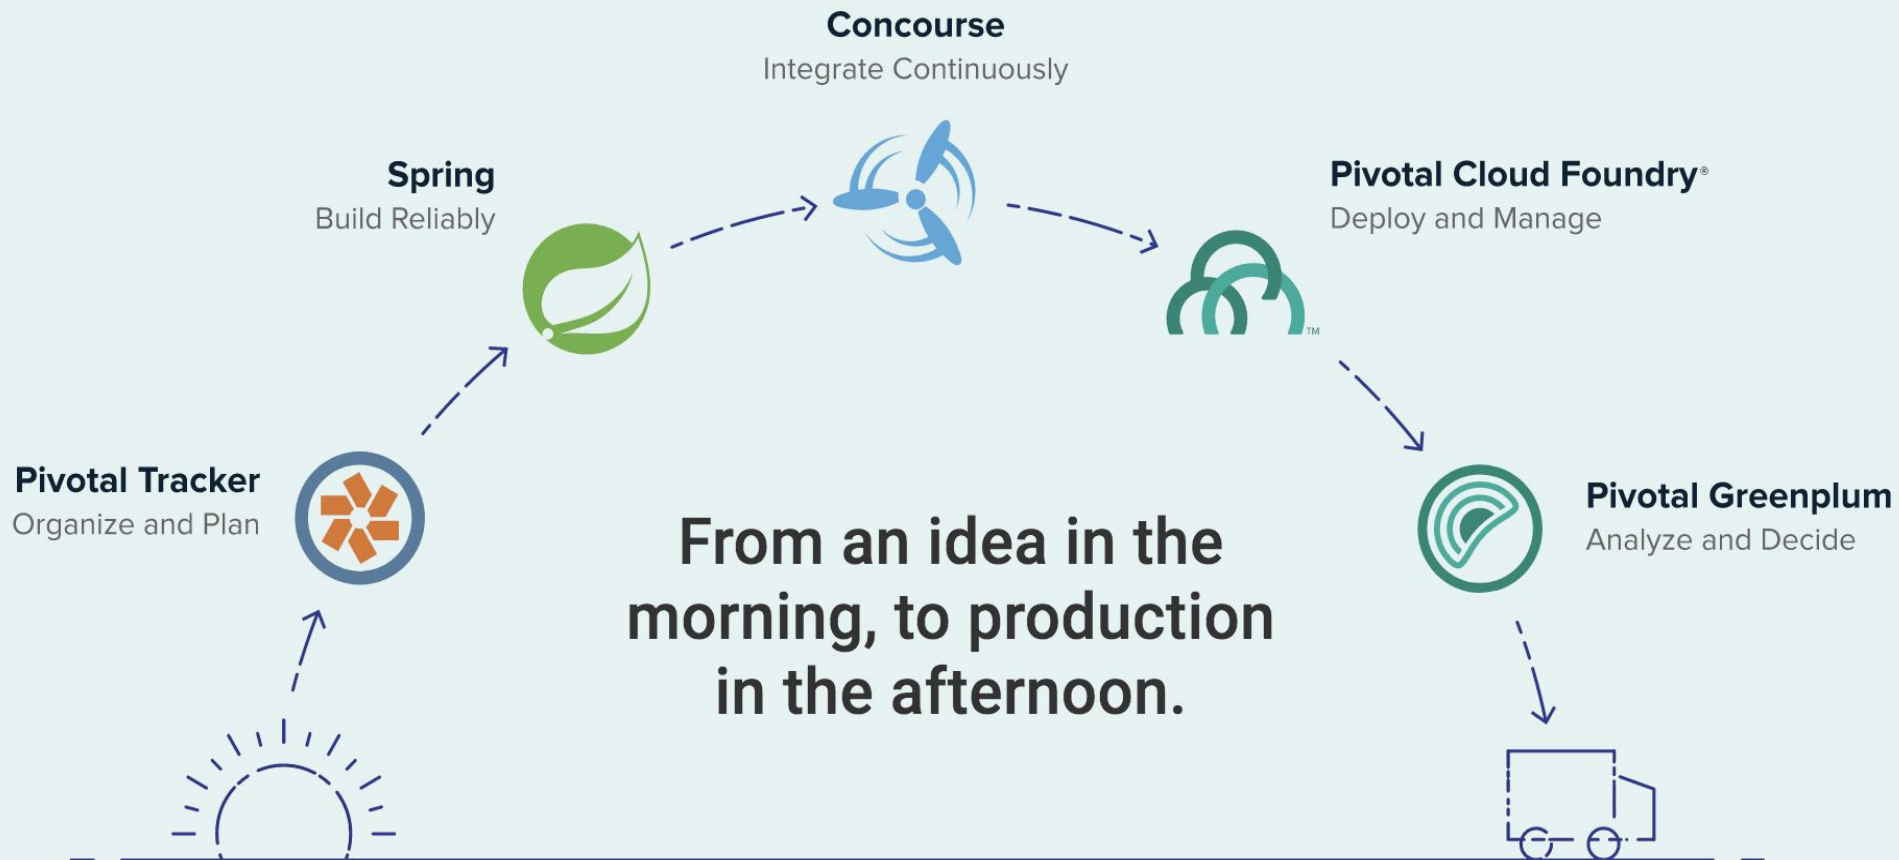 Concourse
Integrate Continuously
Spring
Build Reliably
Pivotal Cloud Foundry®
Deploy and Manage
TM
Pivotal Tracker
Organize and Plan
Pivotal Greenplum
Analyze and Decide
From an idea in the
morning, to production
in the afternoon.